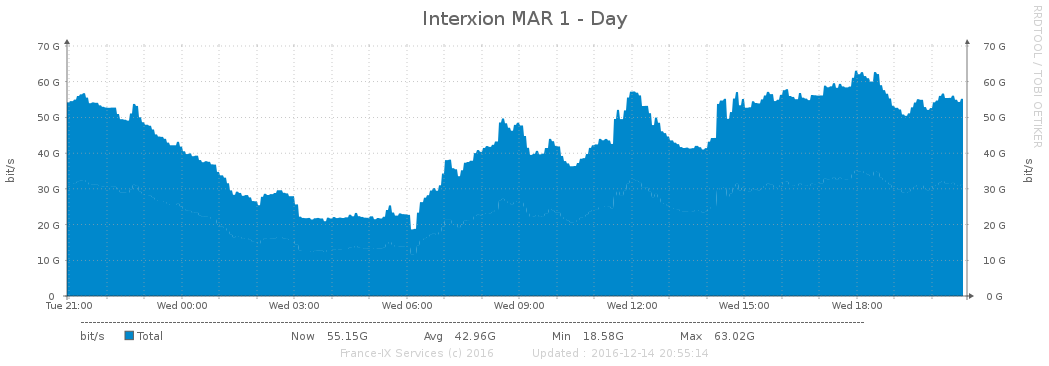 Interxion MAR 1 - Day
RRDTOOL / TOBI OETIKER
70 G 70 G
60 G 60 G
50 G 50 G
40 G 40 G
30 G 30 G
20 G 20 G
10 G 10 G
0 0 G
bit/s
bit/s
Tue 21:00 Wed 00:00 Wed 03:00 Wed 06:00 Wed 09:00 Wed 12:00 Wed 15:00 Wed 18:00
bit/s Total Now 55.15G Avg 42.96G Min 18.58G Max 63.02G
France-IX Services (c) 2016 Updated : 2016-12-14 20:55:14